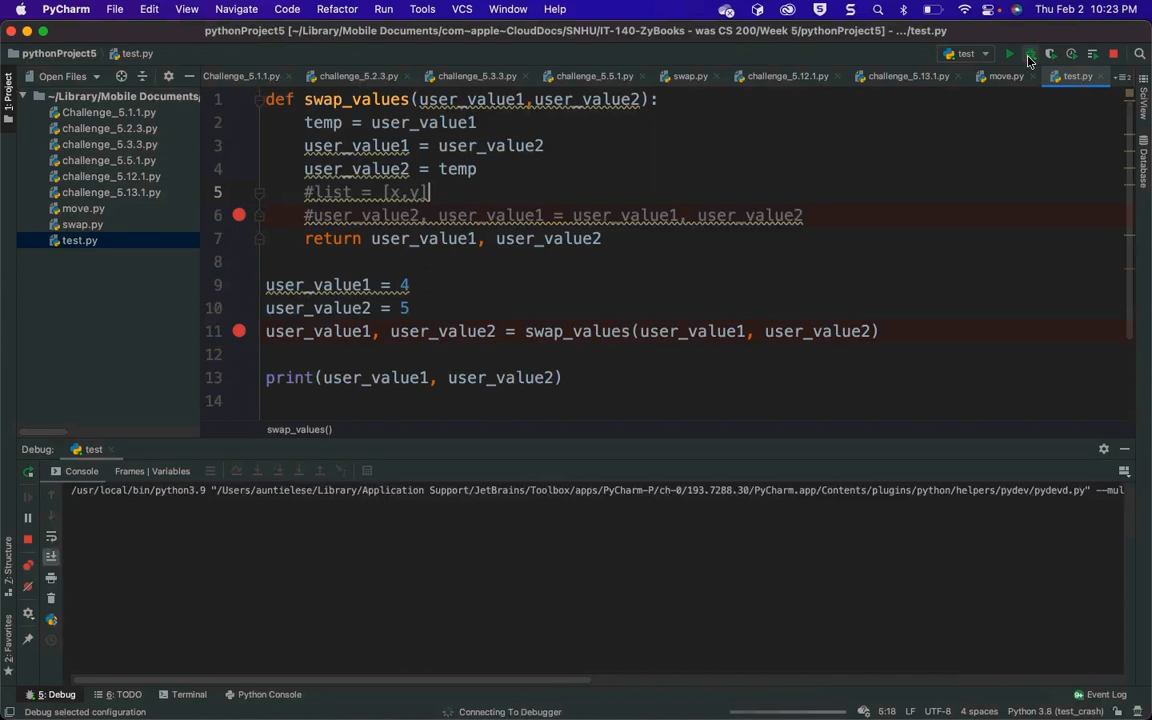 PyCharm File Edit View Navigate Code Refactor Run Tools VCS Window Help Thu Feb 2 10:23 PM
pythonProject5 [~/Library/Mobile Documents/com~apple~CloudDocs/SNHU/IT-140-ZyBooks - was CS 200/Week 5/pythonProject5] - .../test.py
pythonProject5 test.py test
Open Files Challenge_5.1.1.py challenge_5.2.3.py challenge_5.3.3.py challenge_5.5.1.py swap.py challenge_5.12.1.py challenge_5.13.1.py move.py test.py
1: Project
SciView
Database
~/Library/Mobile Documents/
Challenge_5.1.1.py
challenge_5.2.3.py
challenge_5.3.3.py
challenge_5.5.1.py
challenge_5.12.1.py
challenge_5.13.1.py
move.py
swap.py
test.py
1 def swap_values(user_value1,user_value2):
2 temp = user_value1
3 user_value1 = user_value2
4 user_value2 = temp
5 #list = [x,y]
6 #user_value2, user_value1 = user_value1, user_value2
7 return user_value1, user_value2
8
9 user_value1 = 4
10 user_value2 = 5
11 user_value1, user_value2 = swap_values(user_value1, user_value2)
12
13 print(user_value1, user_value2)
14
swap_values()
Debug: test
Console Frames | Variables
/usr/local/bin/python3.9 "/Users/auntielese/Library/Application Support/JetBrains/Toolbox/apps/PyCharm-P/ch-0/193.7288.30/PyCharm.app/Contents/plugins/python/helpers/pydev/pydevd.py" --mul
Z: Structure
2: Favorites
5: Debug 6: TODO Terminal Python Console Event Log
Debug selected configuration Connecting To Debugger 5:18 LF UTF-8 4 spaces Python 3.8 (test_crash)